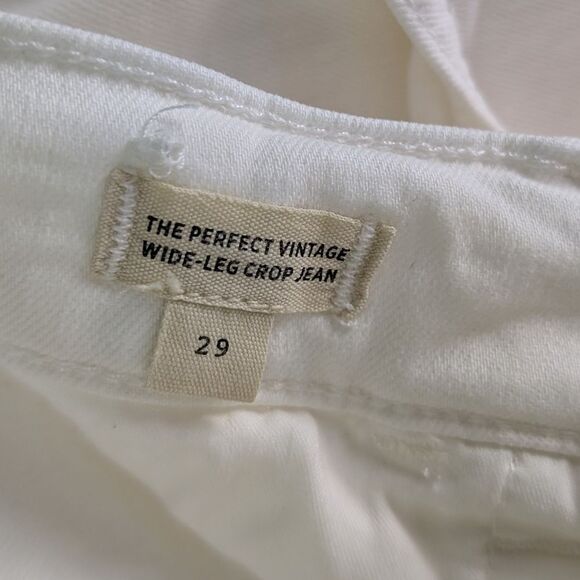 THE PERFECT VINTAGE
WIDE-LEG CROP JEAN
29